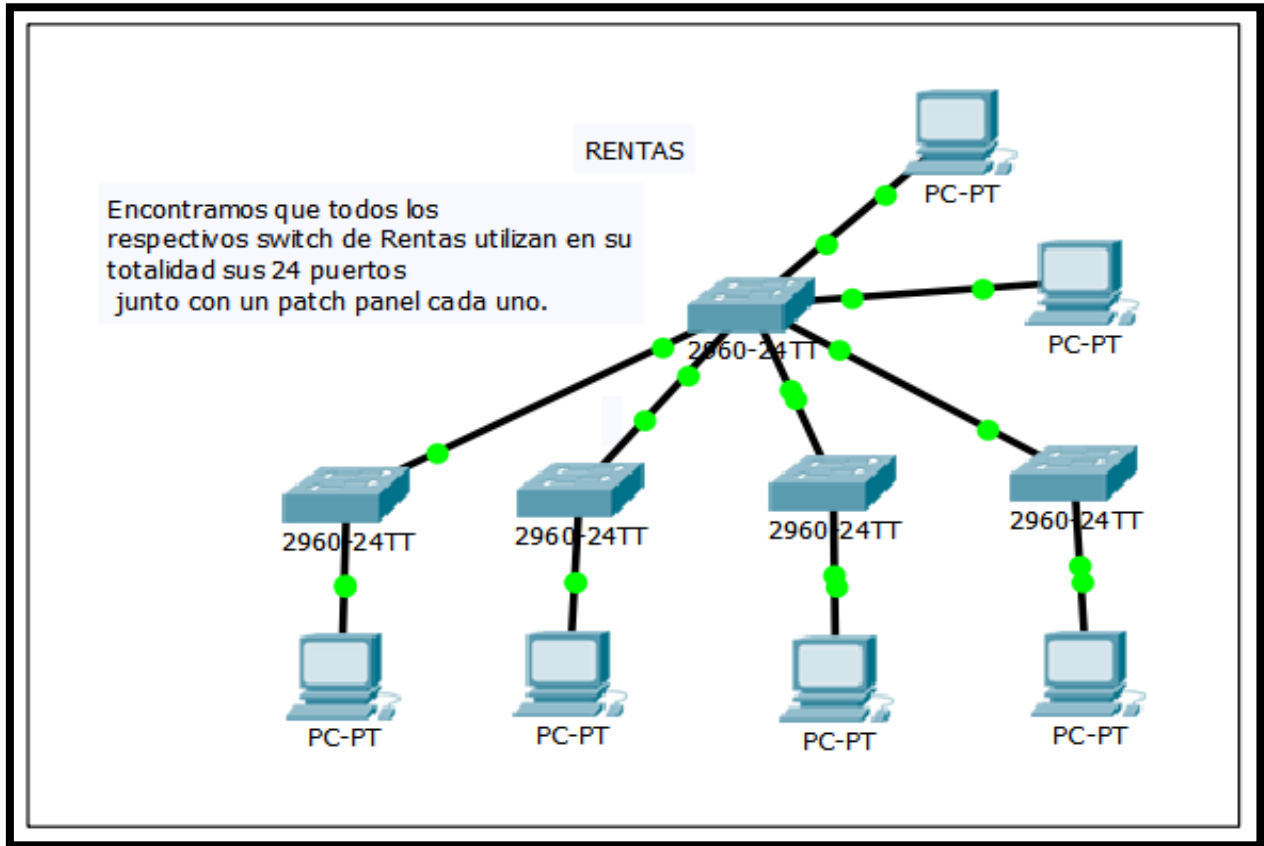 RENTAS
PC-PT
Encontramos que todos los
respectivos switch de Rentas utilizan en su
totalidad sus 24 puertos
junto con un patch panel cada uno.
2960-24TT
PC-PT
2960-24TT
2960-24TT
2960-24TT
2960-24TT
PC-PT
PC-PT
PC-PT
PC-PT